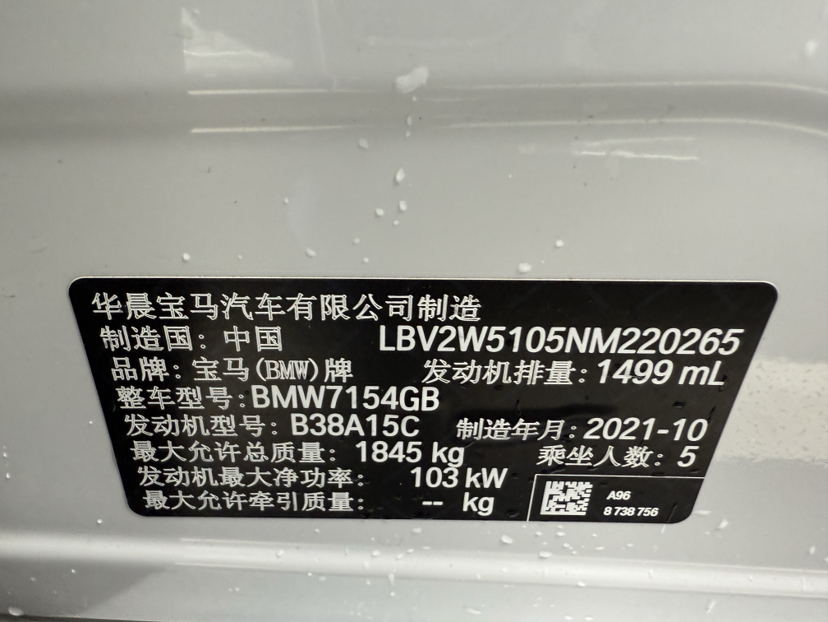 华晨宝马汽车有限公司制造
制造国: 中国 LBV2W5105NM220265
品牌: 宝马(BMW)牌 发动机排量: 1499 mL
整车型号: BMW7154GB
发动机型号: B38A15C 制造年月: 2021-10
最大允许总质量: 1845 kg 乘坐人数: 5
发动机最大净功率: 103 kW
最大允许牵引质量: -- kg
A96
8 738 756